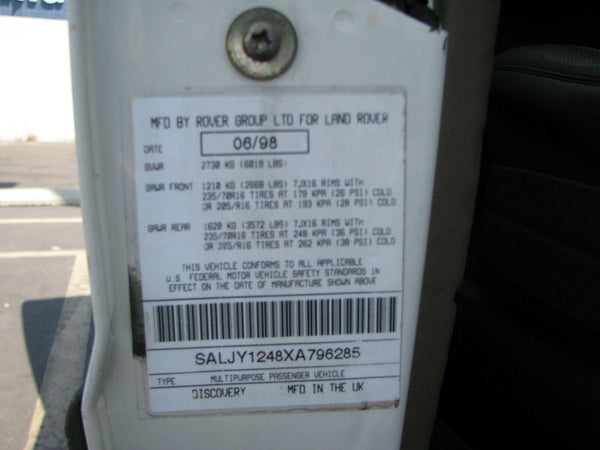 MFD BY ROVER GROUP LTD FOR LAND ROVER
DATE 06/98
GVWR 2730 KG (6019 LBS)
GAWR FRONT 1210 KG (2668 LBS) 7JX16 RIMS WITH
235/70R16 TIRES AT 179 KPA (26 PSI) COLD
OR 205/R16 TIRES AT 193 KPA (28 PSI) COLD
GAWR REAR 1620 KG (3572 LBS) 7JX16 RIMS WITH
235/70R16 TIRES AT 248 KPA (36 PSI) COLD
OR 205/R16 TIRES AT 262 KPA (38 PSI) COLD
THIS VEHICLE CONFORMS TO ALL APPLICABLE
U.S. FEDERAL MOTOR VEHICLE SAFETY STANDARDS IN
EFFECT ON THE DATE OF MANUFACTURE SHOWN ABOVE
SALJY1248XA796285
TYPE MULTIPURPOSE PASSENGER VEHICLE
DISCOVERY MFD IN THE UK